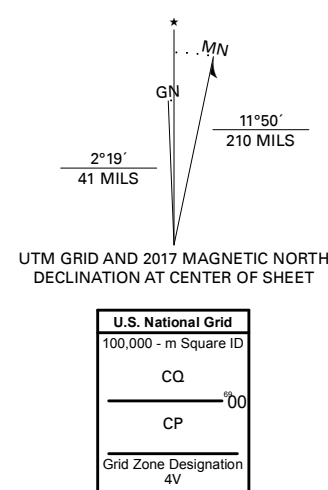 ★
MN
GN
11°50´
210 MILS
2°19´
41 MILS
UTM GRID AND 2017 MAGNETIC NORTH
DECLINATION AT CENTER OF SHEET
U.S. National Grid
100,000 - m Square ID
CQ
6900
CP
Grid Zone Designation
4V